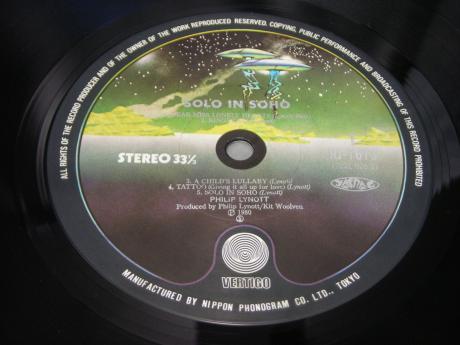 ALL RIGHTS OF THE RECORD PRODUCER AND OF THE OWNER OF THE WORK REPRODUCED RESERVED. COPYING, PUBLIC PERFORMANCE AND BROADCASTING OF THIS RECORD PROHIBITED
SOLO IN SOHO
STEREO 33⅓
3. A CHILD'S LULLABY (Lynott)
4. TATTOO (Giving it all up for love) (Lynott)
5. SOLO IN SOHO (Lynott)
PHILIP LYNOTT
Produced by Philip Lynott/Kit Woolven.
Ⓟ 1980
VERTIGO
MANUFACTURED BY NIPPON PHONOGRAM CO. LTD., TOKYO